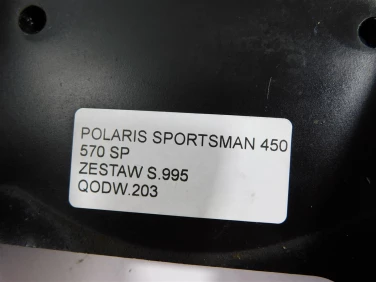 POLARIS SPORTSMAN 450
570 SP
ZESTAW S.995
QODW.203